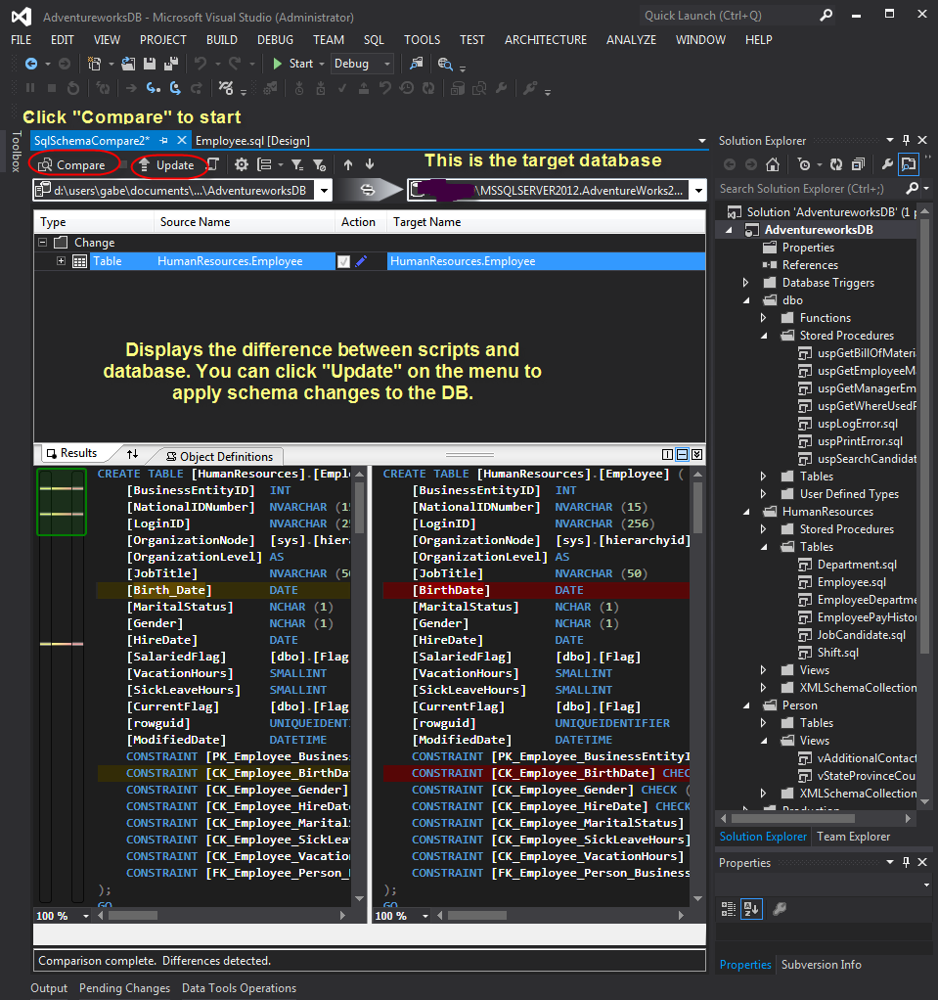 AdventureworksDB - Microsoft Visual Studio (Administrator)
Quick Launch (Ctrl+Q)
FILE EDIT VIEW PROJECT BUILD DEBUG TEAM SQL TOOLS TEST ARCHITECTURE ANALYZE WINDOW HELP
Start Debug
Click "Compare" to start
Toolbox
SqlSchemaCompare2* Employee.sql [Design]
Compare Update
This is the target database
d:\users\gabe\documents\...\AdventureworksDB
\MSSQLSERVER2012.AdventureWorks2...
Type Source Name Action Target Name
Change
Table HumanResources.Employee HumanResources.Employee
Displays the difference between scripts and
database. You can click "Update" on the menu to
apply schema changes to the DB.
Results Object Definitions
CREATE TABLE [HumanResources].[Emplo
[BusinessEntityID] INT
[NationalIDNumber] NVARCHAR (15
[LoginID] NVARCHAR (25
[OrganizationNode] [sys].[hiera
[OrganizationLevel] AS
[JobTitle] NVARCHAR (50
[Birth_Date] DATE
[MaritalStatus] NCHAR (1)
[Gender] NCHAR (1)
[HireDate] DATE
[SalariedFlag] [dbo].[Flag]
[VacationHours] SMALLINT
[SickLeaveHours] SMALLINT
[CurrentFlag] [dbo].[Flag]
[rowguid] UNIQUEIDENTI
[ModifiedDate] DATETIME
CONSTRAINT [PK_Employee_Busines
CONSTRAINT [CK_Employee_BirthDa
CONSTRAINT [CK_Employee_Gender]
CONSTRAINT [CK_Employee_HireDat
CONSTRAINT [CK_Employee_MaritalS
CONSTRAINT [CK_Employee_SickLea
CONSTRAINT [CK_Employee_Vacation
CONSTRAINT [FK_Employee_Person_
);
GO
100 %
CREATE TABLE [HumanResources].[Employee] (
[BusinessEntityID] INT
[NationalIDNumber] NVARCHAR (15)
[LoginID] NVARCHAR (256)
[OrganizationNode] [sys].[hierarchyid]
[OrganizationLevel] AS
[JobTitle] NVARCHAR (50)
[BirthDate] DATE
[MaritalStatus] NCHAR (1)
[Gender] NCHAR (1)
[HireDate] DATE
[SalariedFlag] [dbo].[Flag]
[VacationHours] SMALLINT
[SickLeaveHours] SMALLINT
[CurrentFlag] [dbo].[Flag]
[rowguid] UNIQUEIDENTIFIER
[ModifiedDate] DATETIME
CONSTRAINT [PK_Employee_BusinessEntityI
CONSTRAINT [CK_Employee_BirthDate] CHEC
CONSTRAINT [CK_Employee_Gender] CHECK (
CONSTRAINT [CK_Employee_HireDate] CHECK
CONSTRAINT [CK_Employee_MaritalStatus]
CONSTRAINT [CK_Employee_SickLeaveHours]
CONSTRAINT [CK_Employee_VacationHours]
CONSTRAINT [FK_Employee_Person_Business
);
GO
100 %
Comparison complete. Differences detected.
Output Pending Changes Data Tools Operations
Solution Explorer
Search Solution Explorer (Ctrl+;)
Solution 'AdventureworksDB' (1 p
AdventureworksDB
Properties
References
Database Triggers
dbo
Functions
Stored Procedures
uspGetBillOfMateri
uspGetEmployeeM
uspGetManagerEm
uspGetWhereUsedP
uspLogError.sql
uspPrintError.sql
uspSearchCandidat
Tables
User Defined Types
HumanResources
Stored Procedures
Tables
Department.sql
Employee.sql
EmployeeDepartme
EmployeePayHisto
JobCandidate.sql
Shift.sql
Views
XMLSchemaCollection
Person
Tables
Views
vAdditionalContact
vStateProvinceCou
XMLSchemaCollection
Production
Solution Explorer Team Explorer
Properties
Properties Subversion Info